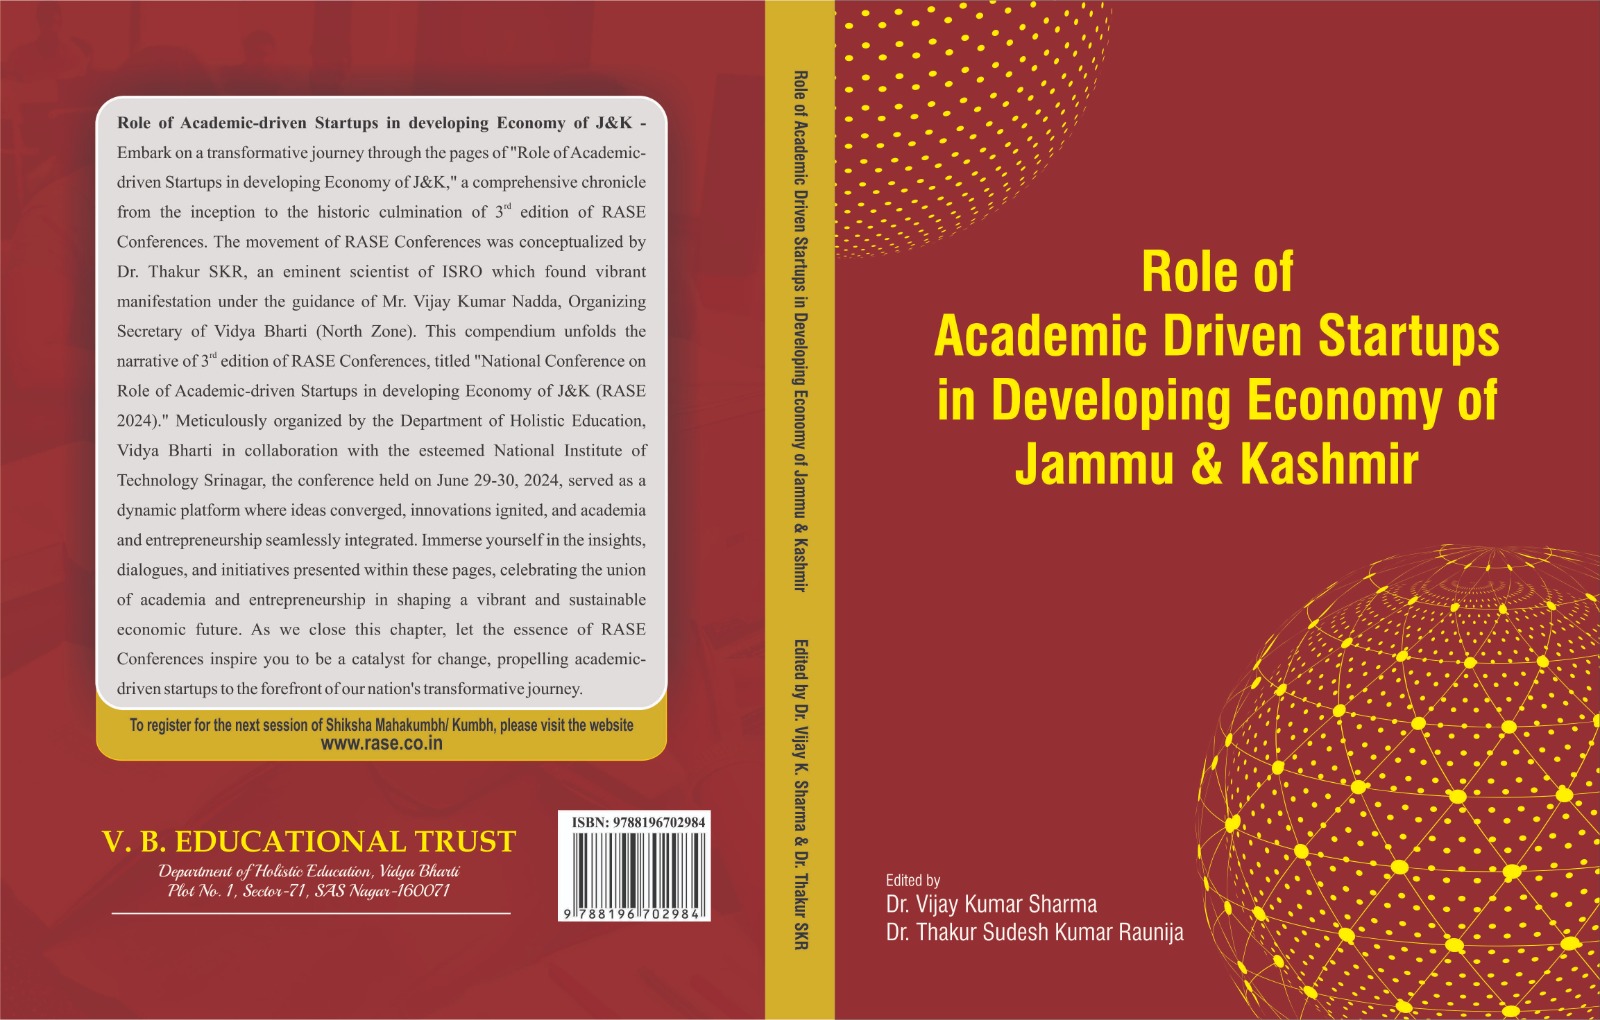 Role of Academic-driven Startups in developing Economy of J&K -
Embark on a transformative journey through the pages of "Role of Academic-
driven Startups in developing Economy of J&K," a comprehensive chronicle
from the inception to the historic culmination of 3rd edition of RASE
Conferences. The movement of RASE Conferences was conceptualized by
Dr. Thakur SKR, an eminent scientist of ISRO which found vibrant
manifestation under the guidance of Mr. Vijay Kumar Nadda, Organizing
Secretary of Vidya Bharti (North Zone). This compendium unfolds the
narrative of 3rd edition of RASE Conferences, titled "National Conference on
Role of Academic-driven Startups in developing Economy of J&K (RASE
2024)." Meticulously organized by the Department of Holistic Education,
Vidya Bharti in collaboration with the esteemed National Institute of
Technology Srinagar, the conference held on June 29-30, 2024, served as a
dynamic platform where ideas converged, innovations ignited, and academia
and entrepreneurship seamlessly integrated. Immerse yourself in the insights,
dialogues, and initiatives presented within these pages, celebrating the union
of academia and entrepreneurship in shaping a vibrant and sustainable
economic future. As we close this chapter, let the essence of RASE
Conferences inspire you to be a catalyst for change, propelling academic-
driven startups to the forefront of our nation's transformative journey.
To register for the next session of Shiksha Mahakumbh/ Kumbh, please visit the website
www.rase.co.in
V. B. EDUCATIONAL TRUST
Department of Holistic Education, Vidya Bharti
Plot No. 1, Sector-71, SAS Nagar-160071
ISBN: 9788196702984
9 788196 702984
Role of Academic Driven Startups in Developing Economy of Jammu & Kashmir
Edited by Dr. Vijay K. Sharma & Dr. Thakur SKR
Role of
Academic Driven Startups
in Developing Economy of
Jammu & Kashmir
Edited by
Dr. Vijay Kumar Sharma
Dr. Thakur Sudesh Kumar Raunija